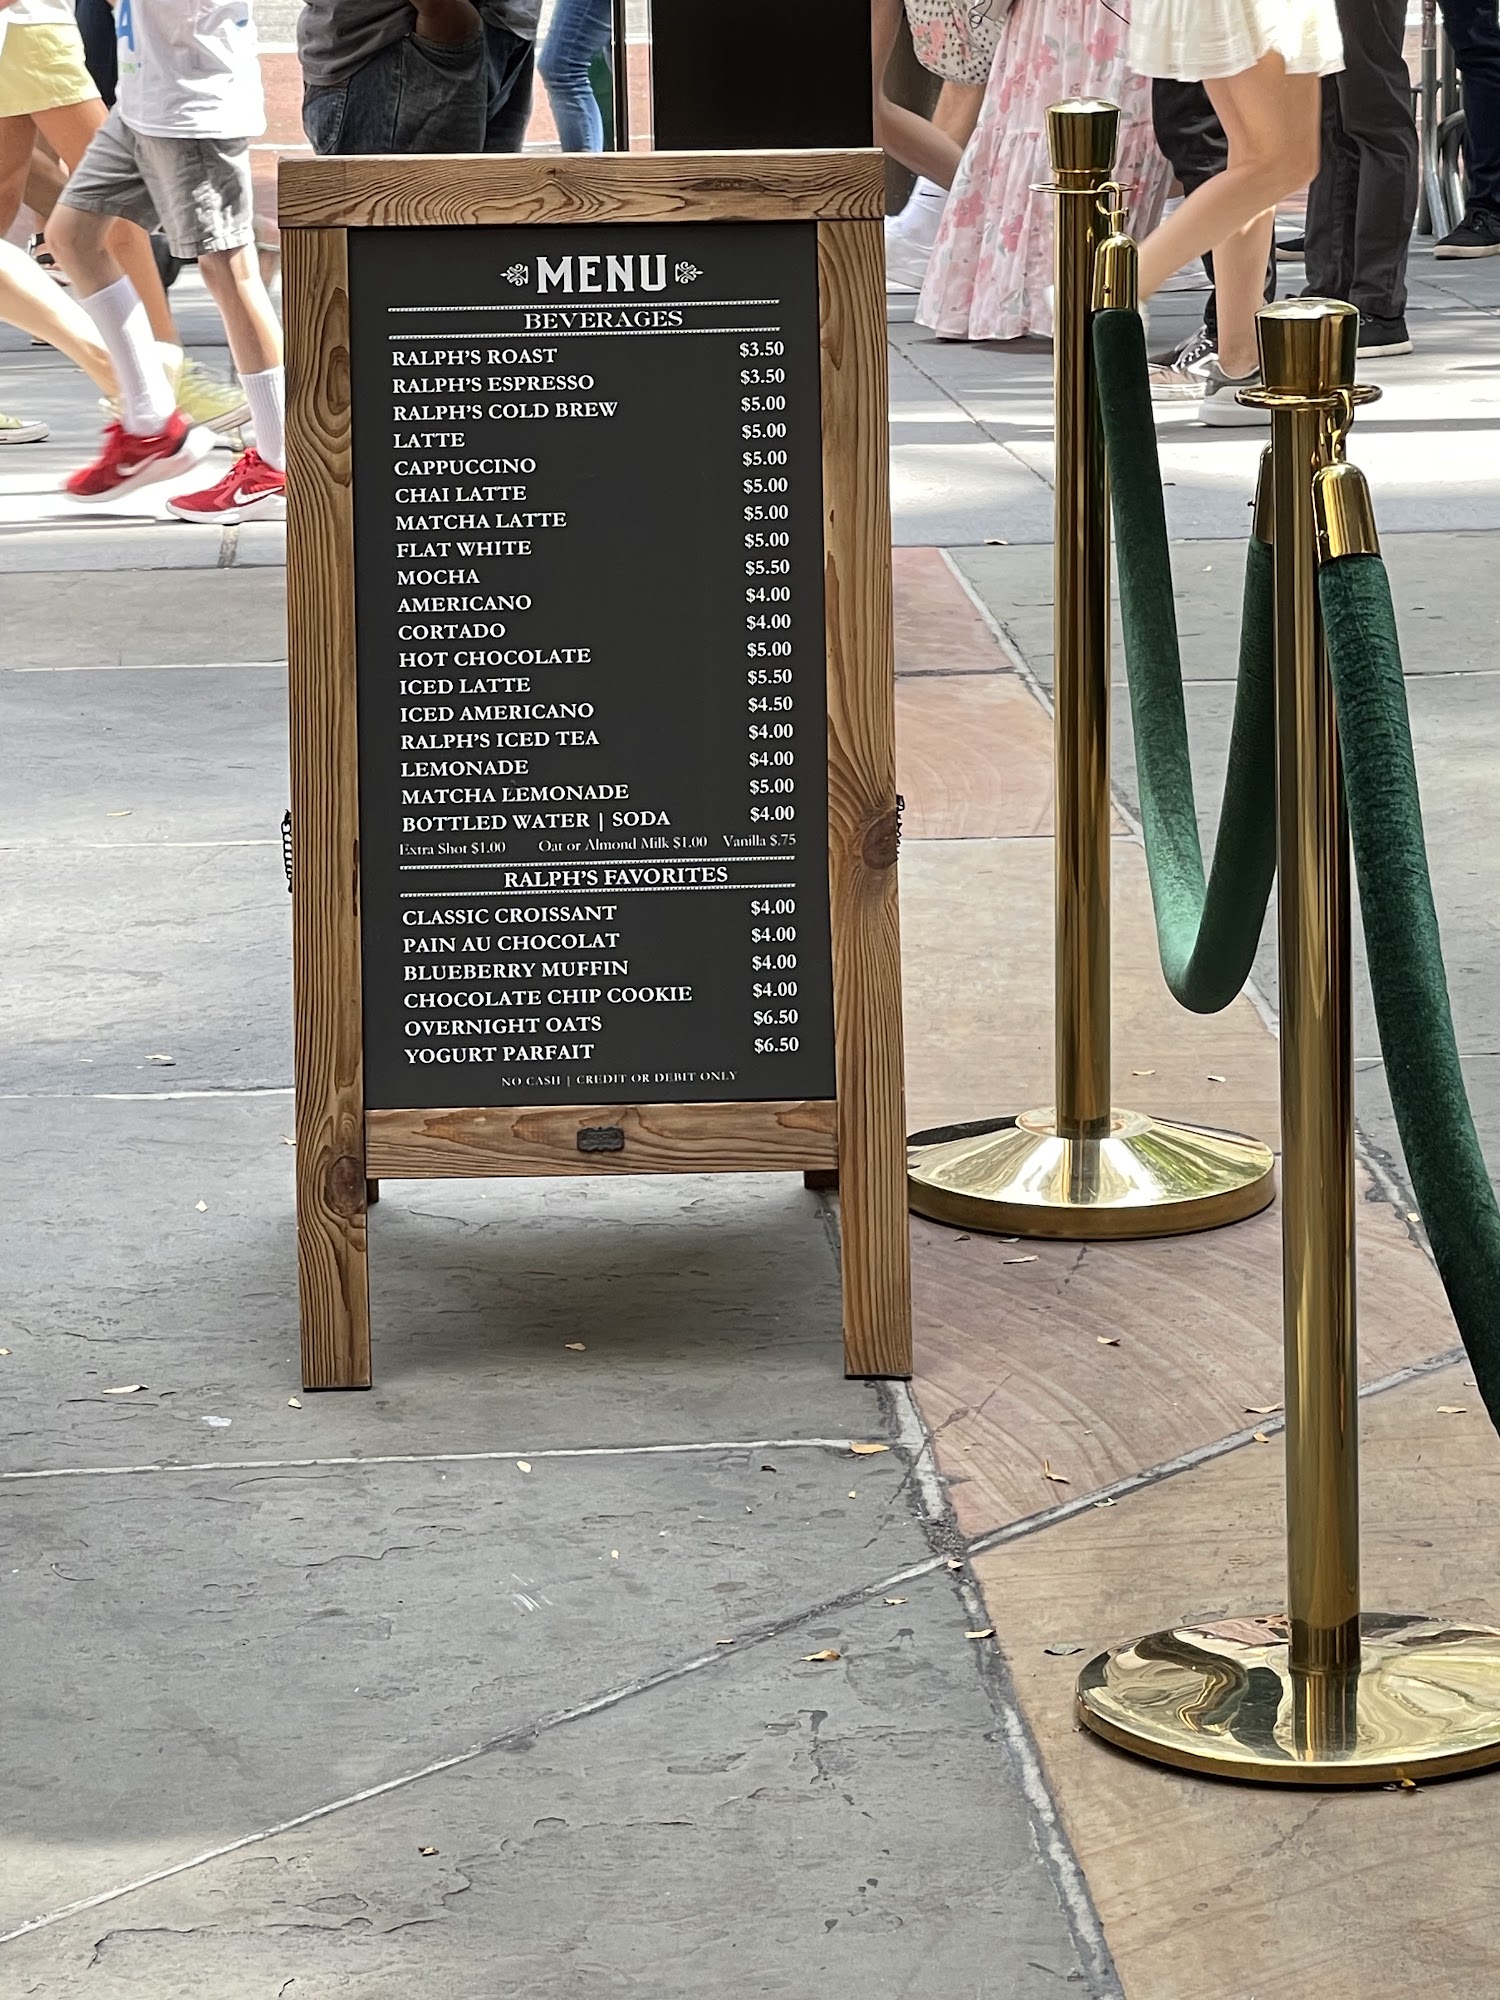 MENU
BEVERAGES
RALPH'S ROAST $3.50
RALPH'S ESPRESSO $3.50
RALPH'S COLD BREW $5.00
LATTE $5.00
CAPPUCCINO $5.00
CHAI LATTE $5.00
MATCHA LATTE $5.00
FLAT WHITE $5.00
MOCHA $5.50
AMERICANO $4.00
CORTADO $4.00
HOT CHOCOLATE $5.00
ICED LATTE $5.50
ICED AMERICANO $4.50
RALPH'S ICED TEA $4.00
LEMONADE $4.00
MATCHA LEMONADE $5.00
BOTTLED WATER | SODA $4.00
Extra Shot $1.00 Oat or Almond Milk $1.00 Vanilla $.75
RALPH'S FAVORITES
CLASSIC CROISSANT $4.00
PAIN AU CHOCOLAT $4.00
BLUEBERRY MUFFIN $4.00
CHOCOLATE CHIP COOKIE $4.00
OVERNIGHT OATS $6.50
YOGURT PARFAIT $6.50
NO CASH | CREDIT OR DEBIT ONLY